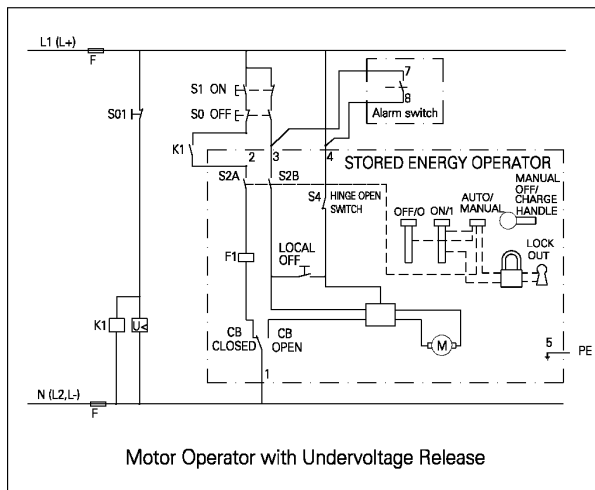 L1 (L+)
F
S1 ON
S0 OFF
S01
7
8
Alarm switch
K1
2
3
4
STORED ENERGY OPERATOR
S2A
S2B
S4
HINGE OPEN
SWITCH
OFF/O
ON/1
AUTO/
MANUAL
MANUAL
OFF/
CHARGE
HANDLE
LOCK
OUT
F1
LOCAL
OFF
K1
U<
CB
CLOSED
CB
OPEN
M
5
PE
1
N (L2,L-)
F
Motor Operator with Undervoltage Release